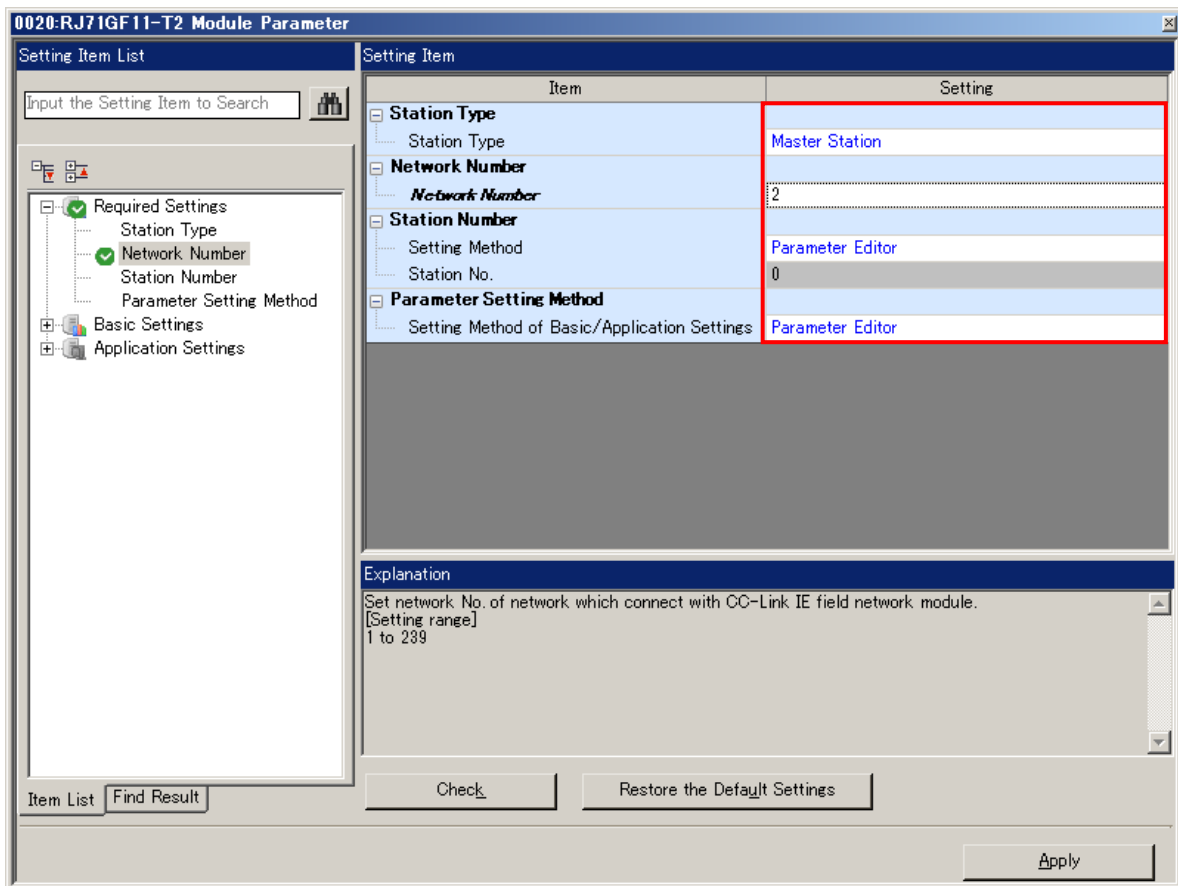 0020:RJ71GF11-T2 Module Parameter
Setting Item List
Input the Setting Item to Search
Required Settings
Station Type
Network Number
Station Number
Parameter Setting Method
Basic Settings
Application Settings
Item List
Find Result
Setting Item
Item Setting
Station Type
Station Type Master Station
Network Number
Network Number 2
Station Number
Setting Method Parameter Editor
Station No. 0
Parameter Setting Method
Setting Method of Basic/Application Settings Parameter Editor
Explanation
Set network No. of network which connect with CC-Link IE field network module.
[Setting range]
1 to 239
Check
Restore the Default Settings
Apply